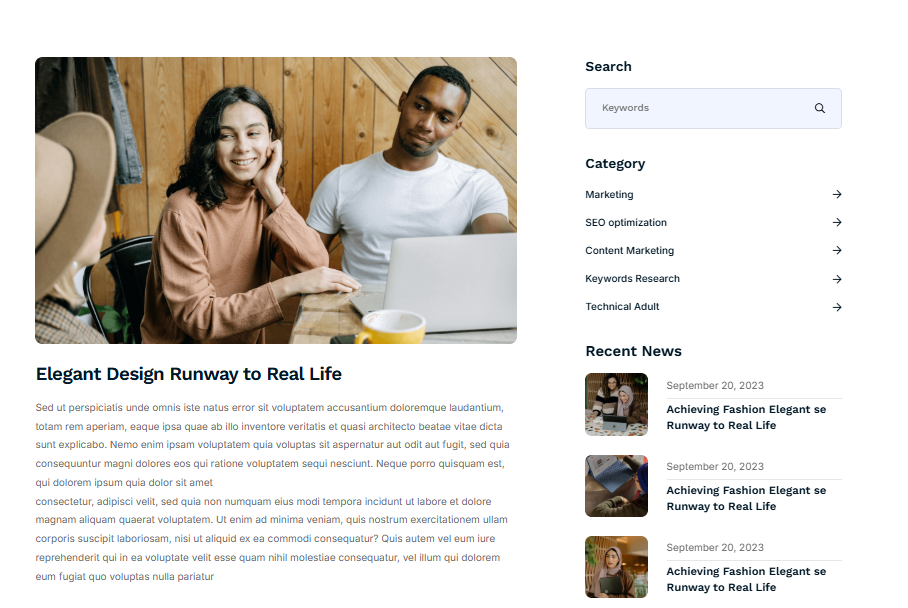 Elegant Design Runway to Real Life
Sed ut perspiciatis unde omnis iste natus error sit voluptatem accusantium doloremque laudantium,
totam rem aperiam, eaque ipsa quae ab illo inventore veritatis et quasi architecto beatae vitae dicta
sunt explicabo. Nemo enim ipsam voluptatem quia voluptas sit aspernatur aut odit aut fugit, sed quia
consequuntur magni dolores eos qui ratione voluptatem sequi nesciunt. Neque porro quisquam est,
qui dolorem ipsum quia dolor sit amet
consectetur, adipisci velit, sed quia non numquam eius modi tempora incidunt ut labore et dolore
magnam aliquam quaerat voluptatem. Ut enim ad minima veniam, quis nostrum exercitationem ullam
corporis suscipit laboriosam, nisi ut aliquid ex ea commodi consequatur? Quis autem vel eum iure
reprehenderit qui in ea voluptate velit esse quam nihil molestiae consequatur, vel illum qui dolorem
eum fugiat quo voluptas nulla pariatur
Search
Keywords
Category
Marketing
SEO optimization
Content Marketing
Keywords Research
Technical Adult
Recent News
September 20, 2023
Achieving Fashion Elegant se
Runway to Real Life
September 20, 2023
Achieving Fashion Elegant se
Runway to Real Life
September 20, 2023
Achieving Fashion Elegant se
Runway to Real Life